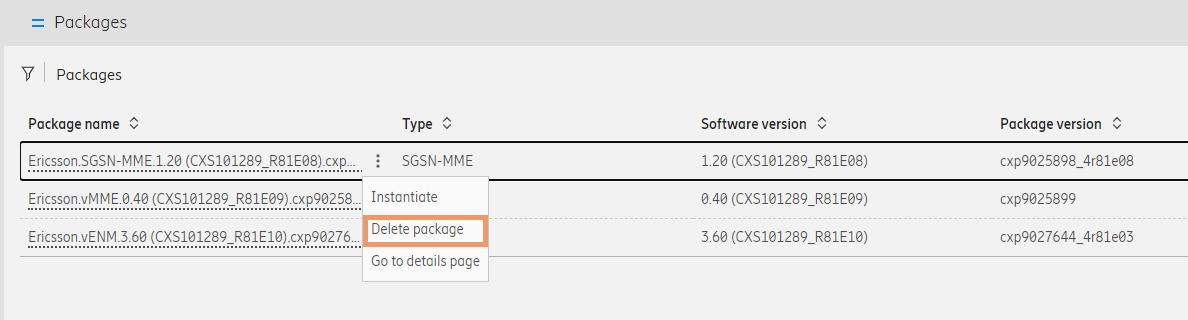 Packages
Packages
Package name Type Software version Package version
Ericsson.SGSN-MME.1.20 (CXS101289_R81E08).cxp... SGSN-MME 1.20 (CXS101289_R81E08) cxp9025898_4r81e08
Ericsson.vMME.0.40 (CXS101289_R81E09).cxp90258... 0.40 (CXS101289_R81E09) cxp9025899
Ericsson.vENM.3.60 (CXS101289_R81E10).cxp90276... 3.60 (CXS101289_R81E10) cxp9027644_4r81e03
Instantiate
Delete package
Go to details page